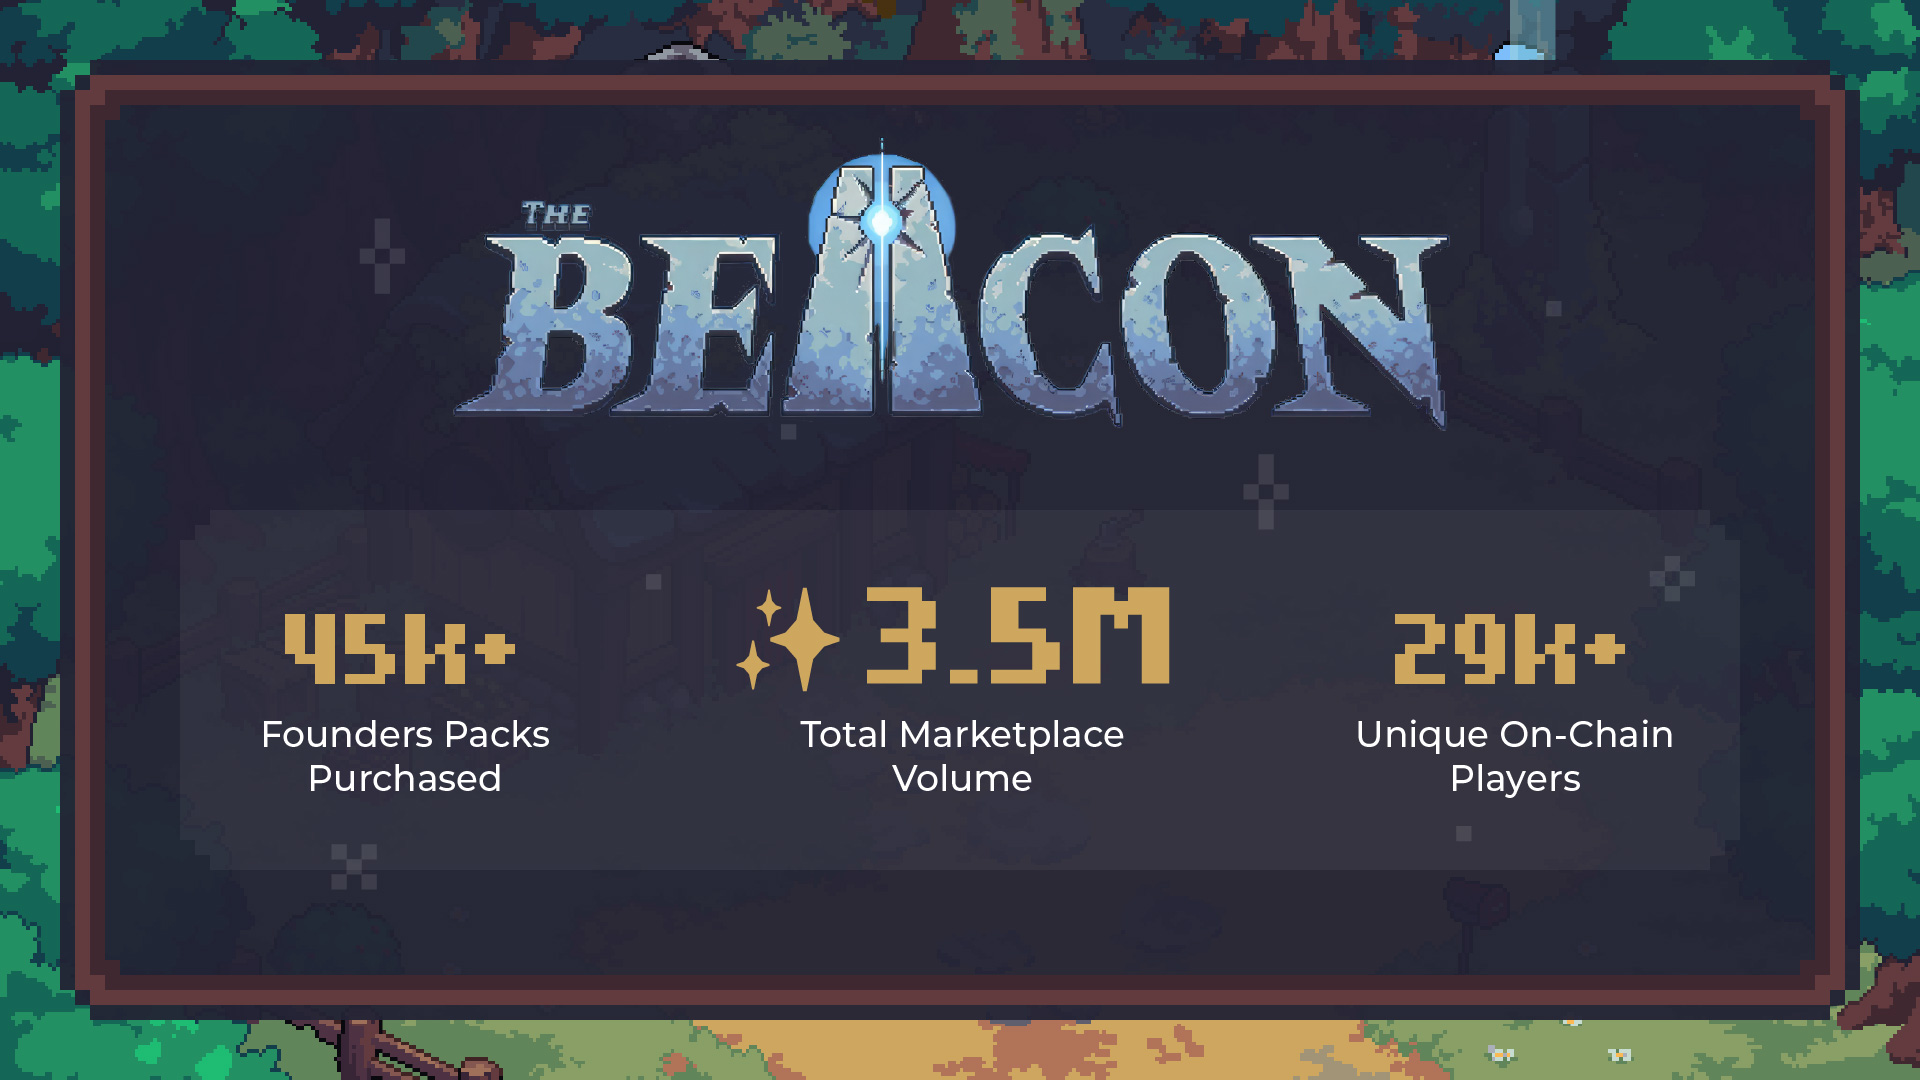 THE
BEACON
45K+
3.5M
29K+
Founders Packs
Purchased
Total Marketplace
Volume
Unique On-Chain
Players